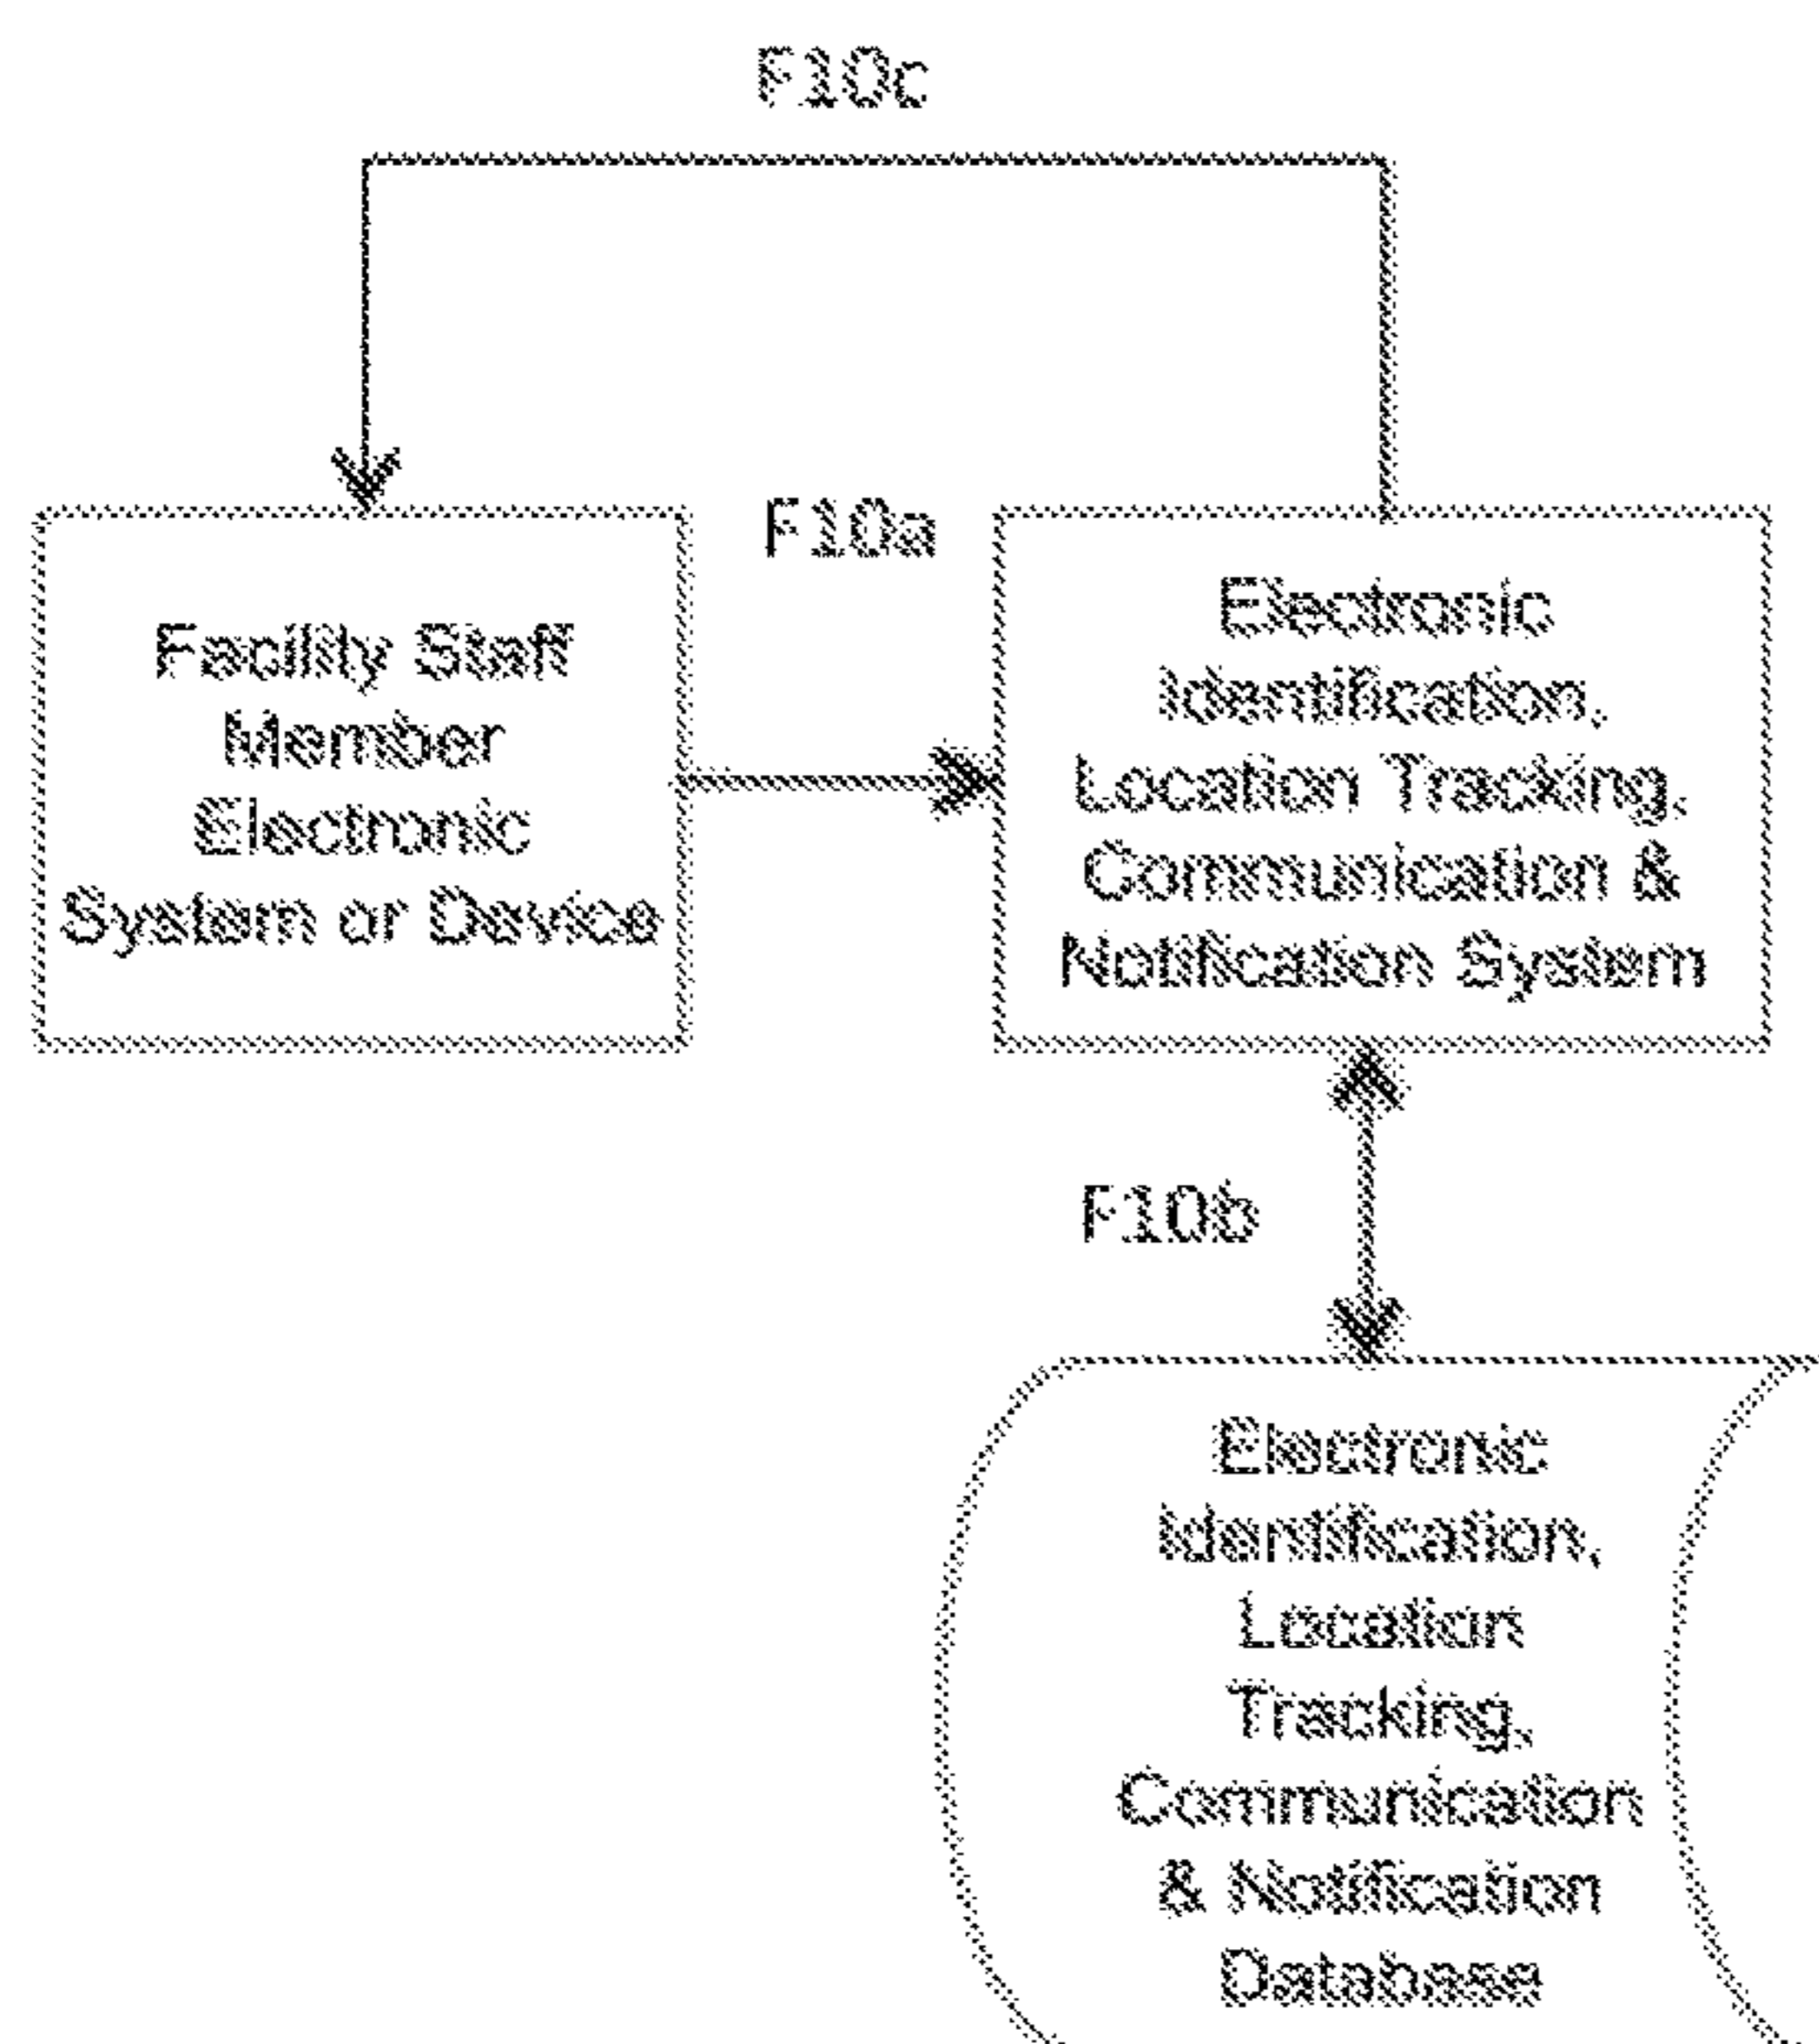 F10c
F10a
Facility Staff
Member
Electronic
System or Device
Electronic
Identification,
Location Tracking,
Communication &
Notification System
F10b
Electronic
Identification,
Location
Tracking,
Communication
& Notification
Database